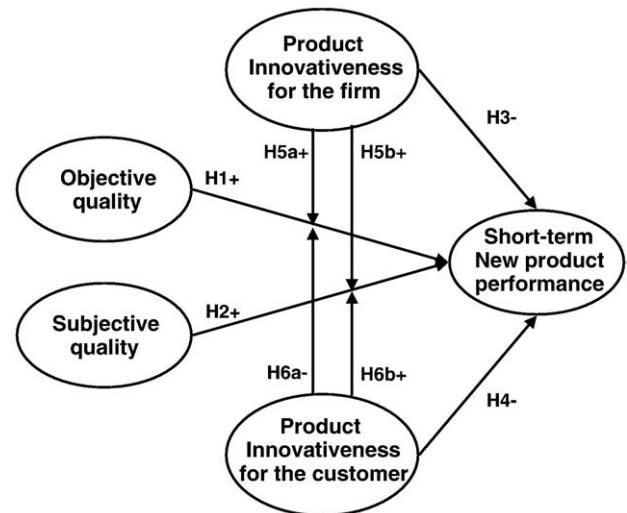 Product
Innovativeness
for the firm
H3-
H5a+
H5b+
Objective
quality
H1+
Short-term
New product
performance
Subjective
quality
H2+
H6a-
H6b+
H4-
Product
Innovativeness
for the customer